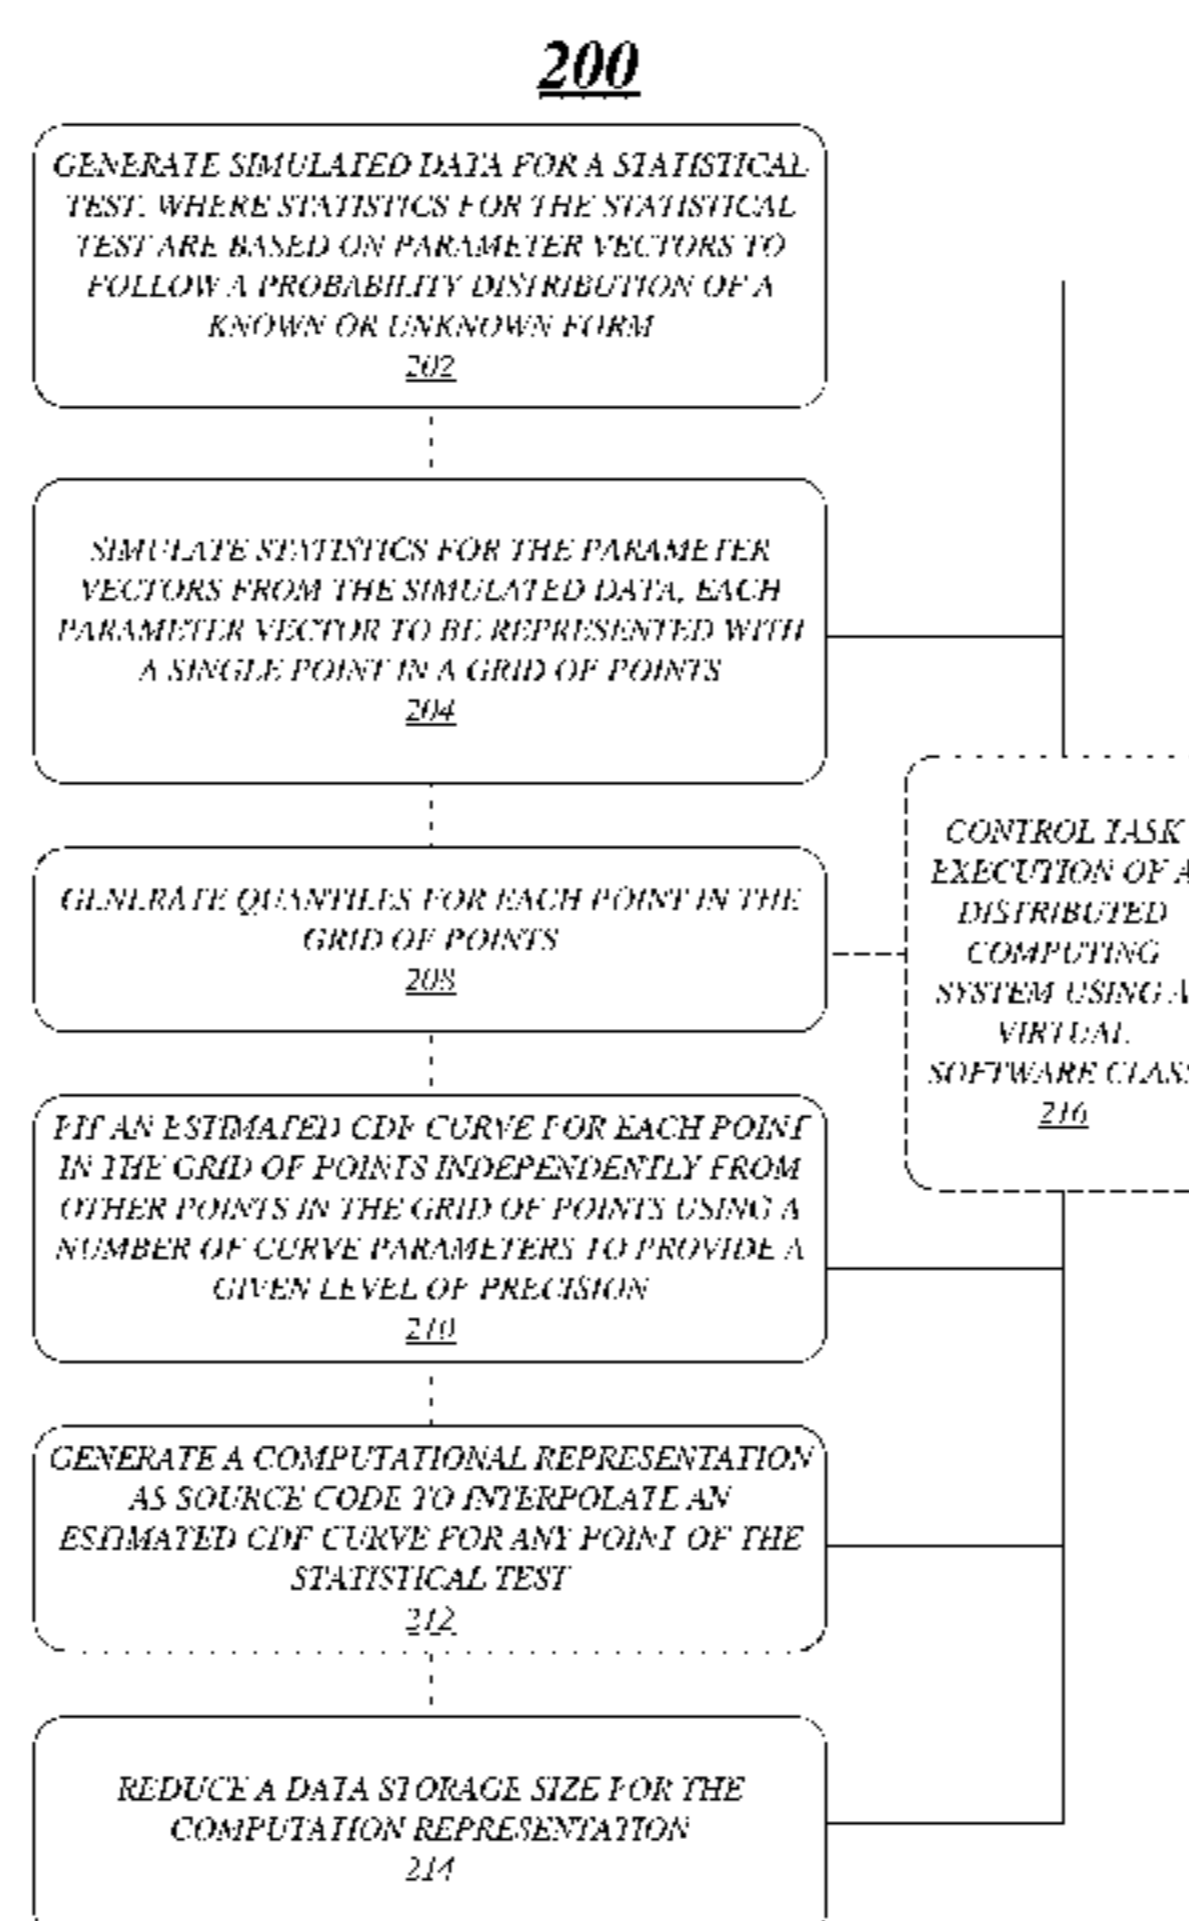 200
GENERATE SIMULATED DATA FOR A STATISTICAL
TEST, WHERE STATISTICS FOR THE STATISTICAL
TEST ARE BASED ON PARAMETER VECTORS TO
FOLLOW A PROBABILITY DISTRIBUTION OF A
KNOWN OR UNKNOWN FORM
202
SIMULATE STATISTICS FOR THE PARAMETER
VECTORS FROM THE SIMULATED DATA, EACH
PARAMETER VECTOR TO BE REPRESENTED WITH
A SINGLE POINT IN A GRID OF POINTS
204
GENERATE QUANTILES FOR EACH POINT IN THE
GRID OF POINTS
208
CONTROL TASK
EXECUTION OF A
DISTRIBUTED
COMPUTING
SYSTEM USING A
VIRTUAL
SOFTWARE CLASS
216
FIT AN ESTIMATED CDF CURVE FOR EACH POINT
IN THE GRID OF POINTS INDEPENDENTLY FROM
OTHER POINTS IN THE GRID OF POINTS USING A
NUMBER OF CURVE PARAMETERS TO PROVIDE A
GIVEN LEVEL OF PRECISION
210
GENERATE A COMPUTATIONAL REPRESENTATION
AS SOURCE CODE TO INTERPOLATE AN
ESTIMATED CDF CURVE FOR ANY POINT OF THE
STATISTICAL TEST
212
REDUCE A DATA STORAGE SIZE FOR THE
COMPUTATION REPRESENTATION
214